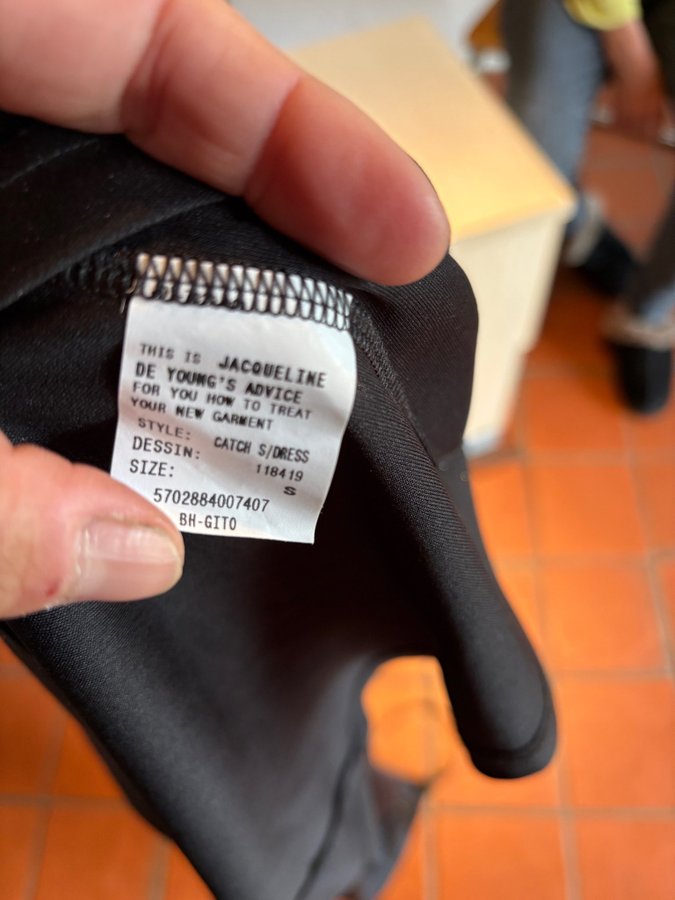 THIS IS JACQUELINE
DE YOUNG'S ADVICE
FOR YOU HOW TO TREAT
YOUR NEW GARMENT
STYLE: CATCH S/DRESS
DESSIN: 118419
SIZE: S
5702884007407
BH-GITO